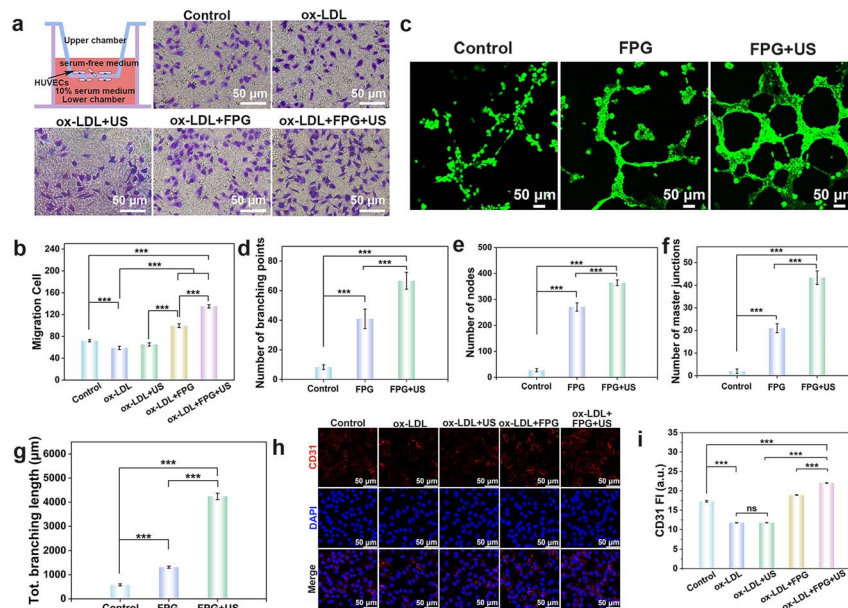 a
Upper chamber
serum-free medium
HUVECs
10% serum medium
Lower chamber
Control
50 μm
ox-LDL
50 μm
ox-LDL+US
50 μm
ox-LDL+FPG
50 μm
ox-LDL+FPG+US
50 μm
c
Control
FPG
FPG+US
50 μm
50 μm
50 μm
b
Migration Cell
240
200
160
120
80
40
0
***
***
***
***
***
Control
ox-LDL
ox-LDL+US
ox-LDL+FPG
ox-LDL+FPG+US
d
Number of branching points
80
60
40
20
0
***
***
***
Control
FPG
FPG+US
e
Number of nodes
500
400
300
200
100
0
***
***
***
Control
FPG
FPG+US
f
Number of master junctions
50
40
30
20
10
0
***
***
***
Control
FPG
FPG+US
g
Tot. branching length (μm)
7000
6000
5000
4000
3000
2000
1000
0
***
***
***
Control
FPG
FPG+US
h
Control
ox-LDL
ox-LDL+US
ox-LDL+FPG
ox-LDL+
FPG+US
CD31
50 μm
50 μm
50 μm
50 μm
50 μm
DAPI
50 μm
50 μm
50 μm
50 μm
50 μm
Merge
50 μm
50 μm
50 μm
50 μm
50 μm
i
CD31 FI (a.u.)
35
30
25
20
15
10
5
0
***
***
***
***
ns
Control
ox-LDL
ox-LDL+US
ox-LDL+FPG
ox-LDL+FPG+US